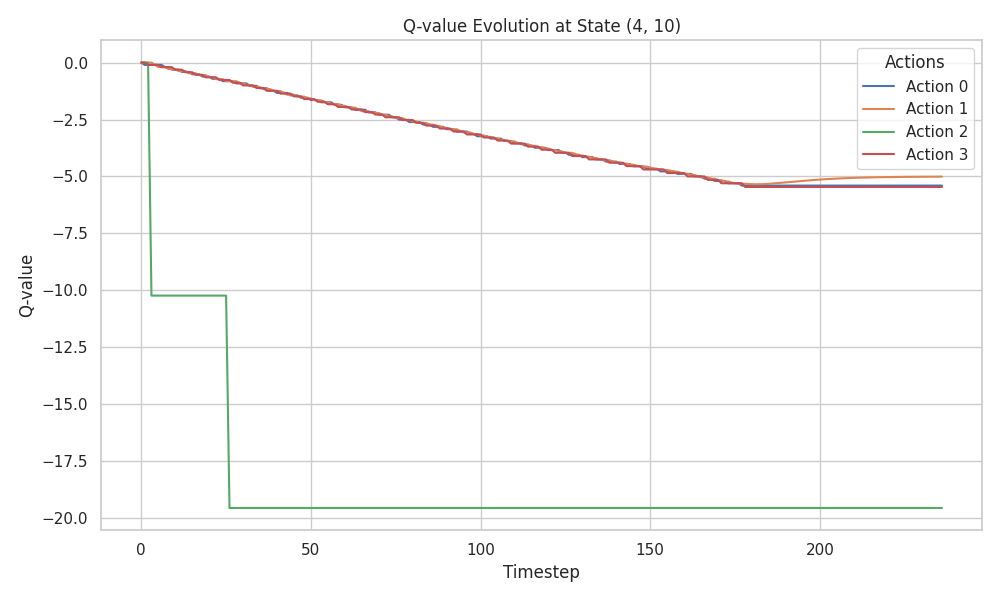 Q-value Evolution at State (4, 10)
Actions
Action 0
Action 1
Action 2
Action 3
Q-value
0.0
−2.5
−5.0
−7.5
−10.0
−12.5
−15.0
−17.5
−20.0
0
50
100
150
200
Timestep